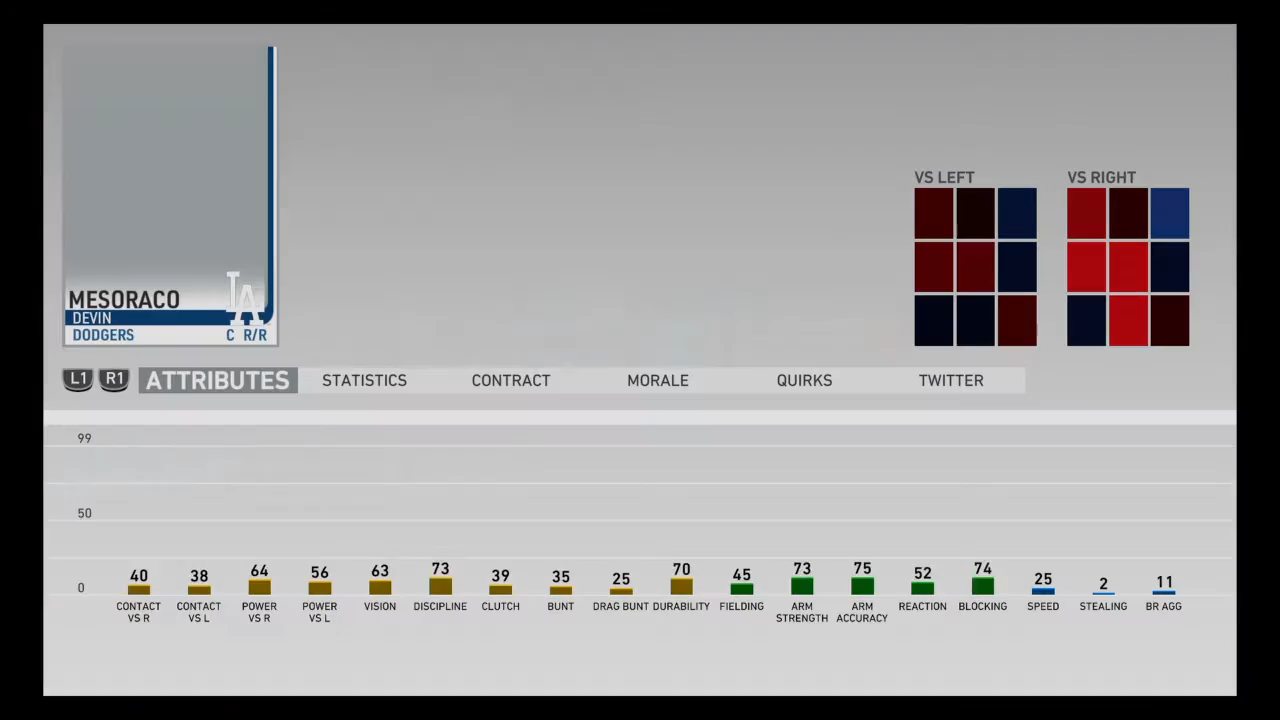 VS LEFT VS RIGHT
MESORACO
DEVIN
LA
DODGERS C R/R
L1 R1 ATTRIBUTES STATISTICS CONTRACT MORALE QUIRKS TWITTER
99
50
0
40 38 64 56 63 73 39 35 25 70 45 73 75 52 74 25 2 11
CONTACT CONTACT POWER POWER VISION DISCIPLINE CLUTCH BUNT DRAG BUNT DURABILITY FIELDING ARM ARM REACTION BLOCKING SPEED STEALING BR AGG
VS R VS L VS R VS L STRENGTH ACCURACY